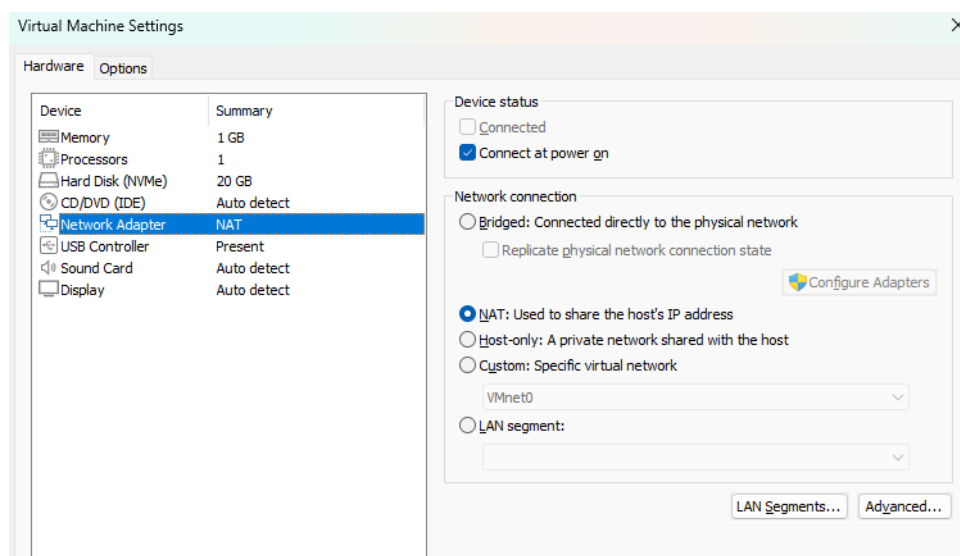 Virtual Machine Settings
Hardware Options
Device Summary
Memory 1 GB
Processors 1
Hard Disk (NVMe) 20 GB
CD/DVD (IDE) Auto detect
Network Adapter NAT
USB Controller Present
Sound Card Auto detect
Display Auto detect
Device status
Connected
Connect at power on
Network connection
Bridged: Connected directly to the physical network
Replicate physical network connection state
Configure Adapters
NAT: Used to share the host's IP address
Host-only: A private network shared with the host
Custom: Specific virtual network
VMnet0
LAN segment:
LAN Segments... Advanced...